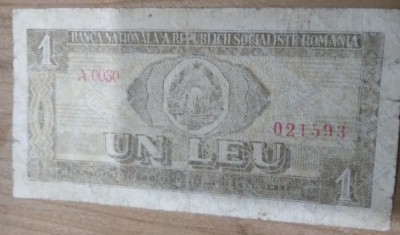 1 BANCA NAȚIONALĂ A REPUBLICII SOCIALISTE ROMÂNIA
A.0030
021593
UN LEU
1